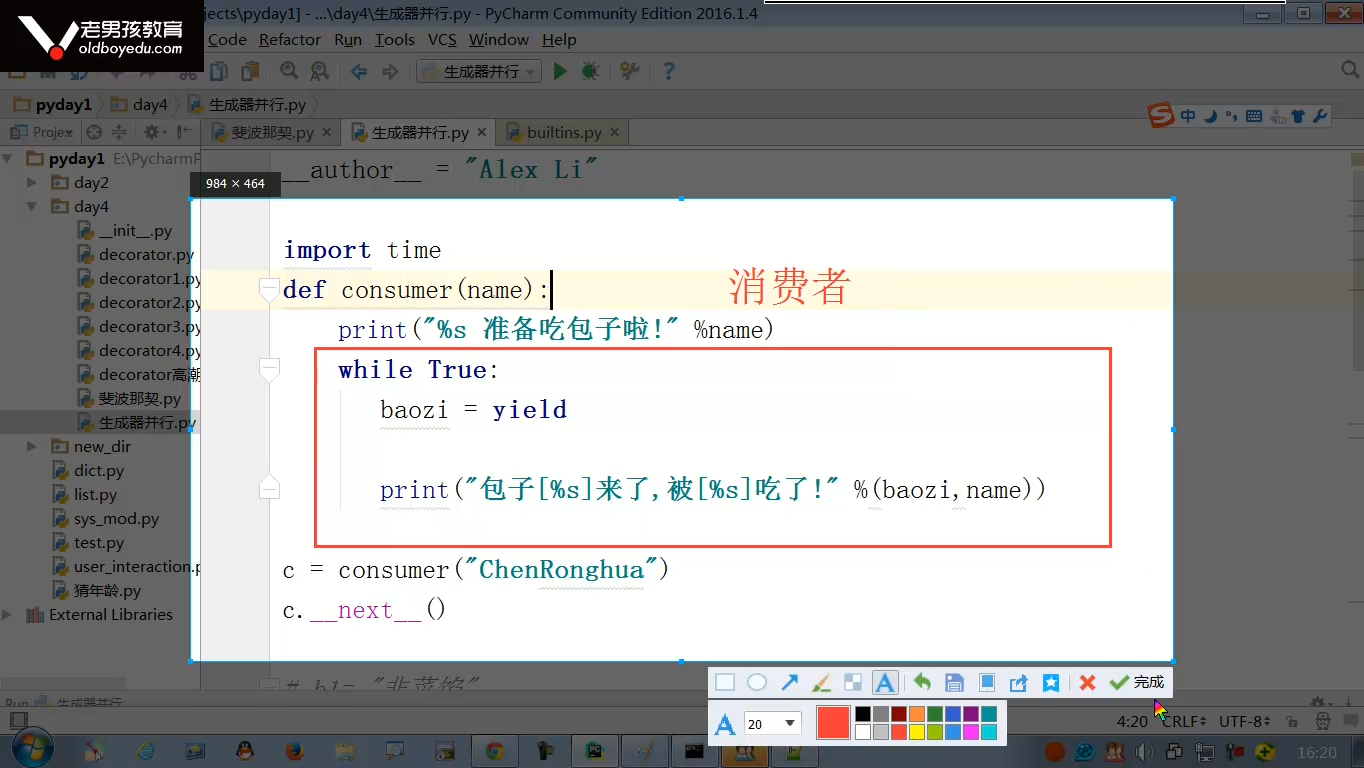 老男孩教育
oldboyedu.com
jects\pyday1] - ...\day4\生成器并行.py - PyCharm Community Edition 2016.1.4
Code Refactor Run Tools VCS Window Help
生成器并行
pyday1 day4 生成器并行.py
Proje 斐波那契.py 生成器并行.py builtins.py
中
pyday1 E:\PycharmP
day2
day4
__init__.py
decorator.py
decorator1.py
decorator2.py
decorator3.py
decorator4.py
decorator高潮
斐波那契.py
生成器并行.py
new_dir
dict.py
list.py
sys_mod.py
test.py
user_interaction.p
猜年龄.py
External Libraries
__author__ = "Alex Li"
984 × 464
import time
def consumer(name):
消费者
print("%s 准备吃包子啦!" %name)
while True:
baozi = yield
print("包子[%s]来了,被[%s]吃了!" %(baozi,name))
c = consumer("ChenRonghua")
c.__next__()
# b1= "韭菜馅"
Run 生成器并行
完成
20
4:20 CRLF UTF-8
16:20